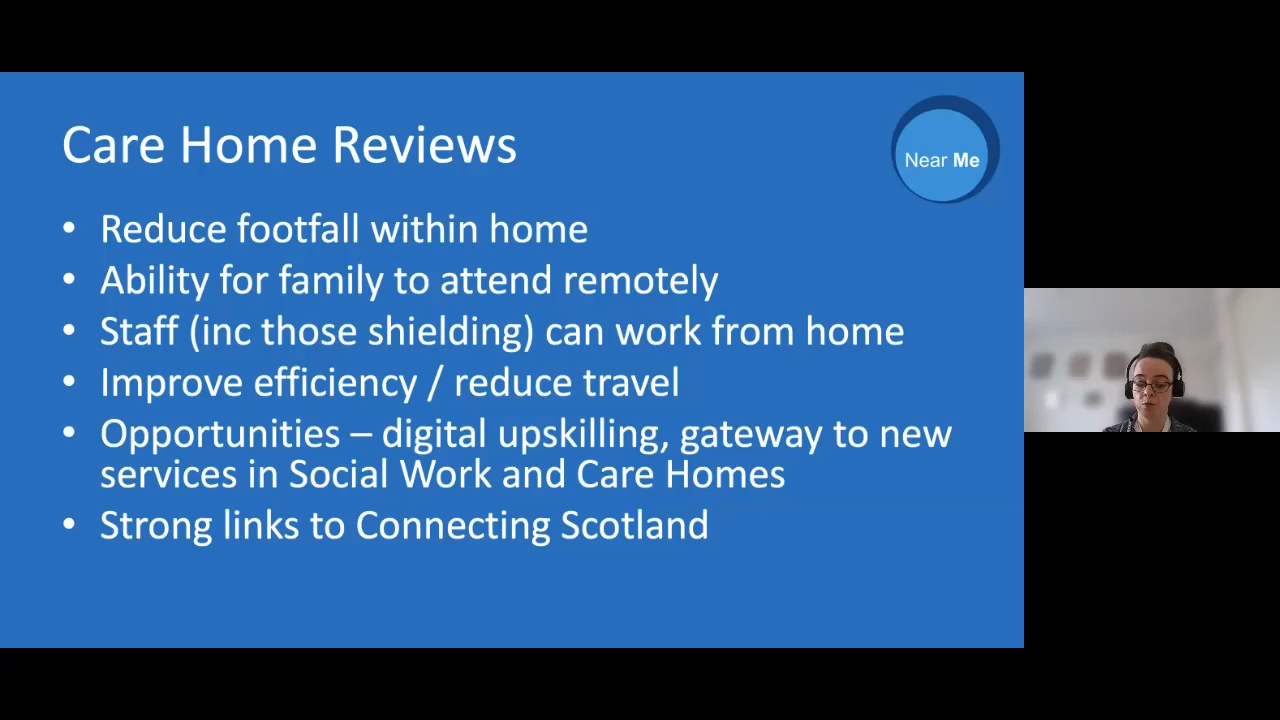 Care Home Reviews
Near Me
• Reduce footfall within home
• Ability for family to attend remotely
• Staff (inc those shielding) can work from home
• Improve efficiency / reduce travel
• Opportunities – digital upskilling, gateway to new
services in Social Work and Care Homes
• Strong links to Connecting Scotland